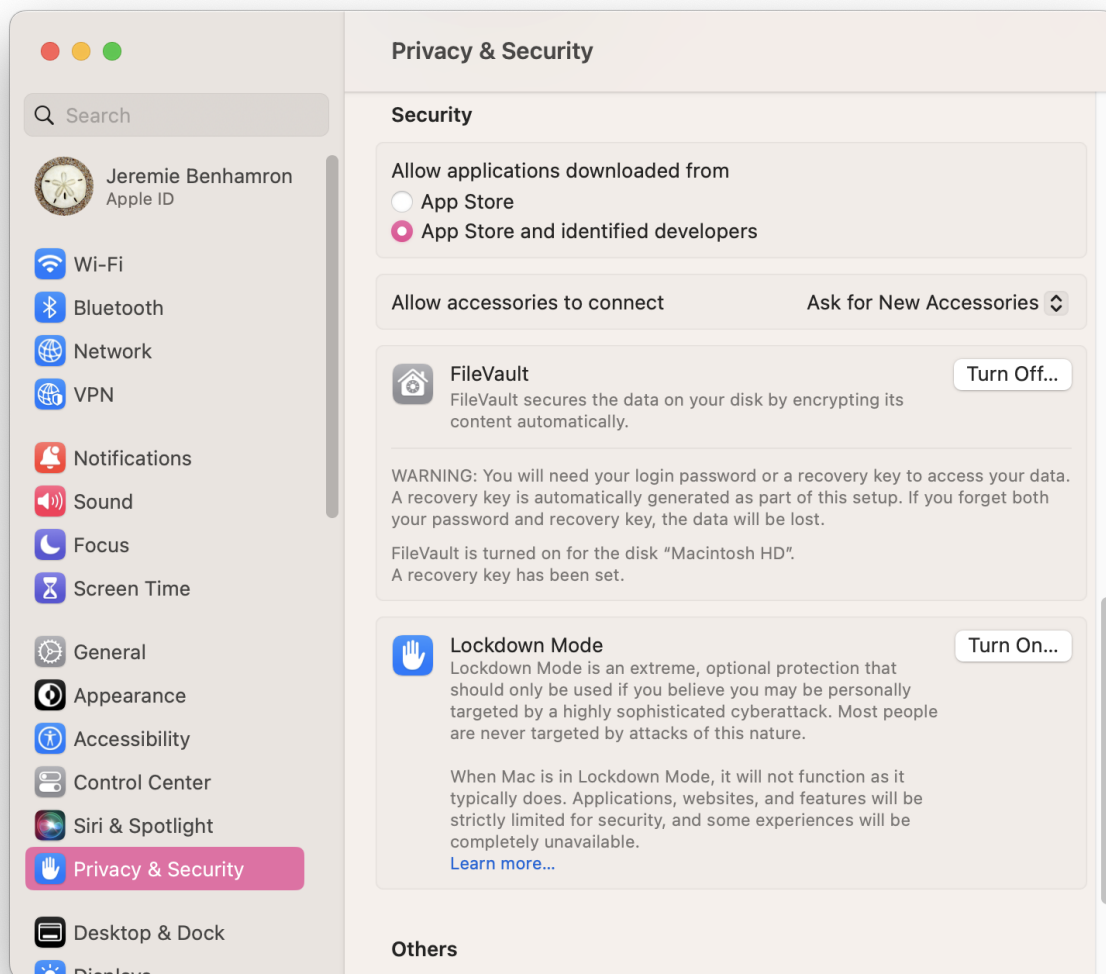 Privacy & Security
Search
Jeremie Benhamron
Apple ID
Wi-Fi
Bluetooth
Network
VPN
Notifications
Sound
Focus
Screen Time
General
Appearance
Accessibility
Control Center
Siri & Spotlight
Privacy & Security
Desktop & Dock
Displays
Security
Allow applications downloaded from
App Store
App Store and identified developers
Allow accessories to connect
Ask for New Accessories
FileVault
Turn Off...
FileVault secures the data on your disk by encrypting its
content automatically.
WARNING: You will need your login password or a recovery key to access your data.
A recovery key is automatically generated as part of this setup. If you forget both
your password and recovery key, the data will be lost.
FileVault is turned on for the disk “Macintosh HD”.
A recovery key has been set.
Lockdown Mode
Turn On...
Lockdown Mode is an extreme, optional protection that
should only be used if you believe you may be personally
targeted by a highly sophisticated cyberattack. Most people
are never targeted by attacks of this nature.
When Mac is in Lockdown Mode, it will not function as it
typically does. Applications, websites, and features will be
strictly limited for security, and some experiences will be
completely unavailable.
Learn more...
Others